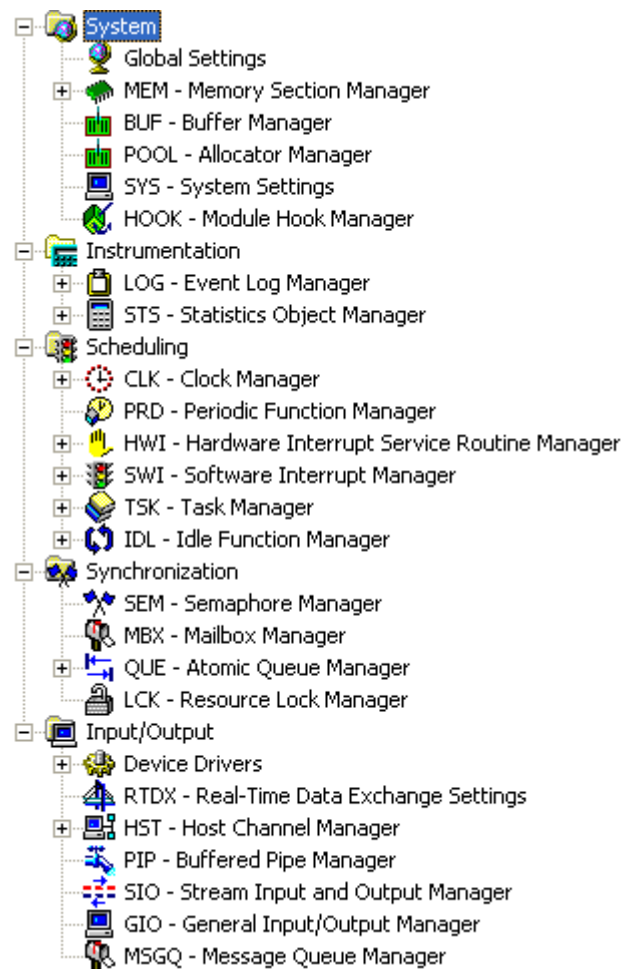 System
Global Settings
MEM - Memory Section Manager
BUF - Buffer Manager
POOL - Allocator Manager
SYS - System Settings
HOOK - Module Hook Manager
Instrumentation
LOG - Event Log Manager
STS - Statistics Object Manager
Scheduling
CLK - Clock Manager
PRD - Periodic Function Manager
HWI - Hardware Interrupt Service Routine Manager
SWI - Software Interrupt Manager
TSK - Task Manager
IDL - Idle Function Manager
Synchronization
SEM - Semaphore Manager
MBX - Mailbox Manager
QUE - Atomic Queue Manager
LCK - Resource Lock Manager
Input/Output
Device Drivers
RTDX - Real-Time Data Exchange Settings
HST - Host Channel Manager
PIP - Buffered Pipe Manager
SIO - Stream Input and Output Manager
GIO - General Input/Output Manager
MSGQ - Message Queue Manager